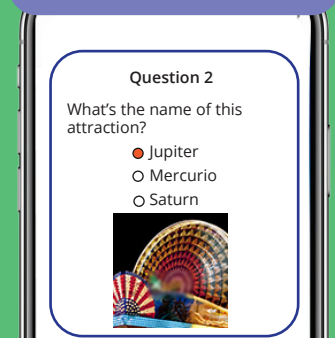 Question 2
What's the name of this
attraction?
Jupiter
Mercurio
Saturn